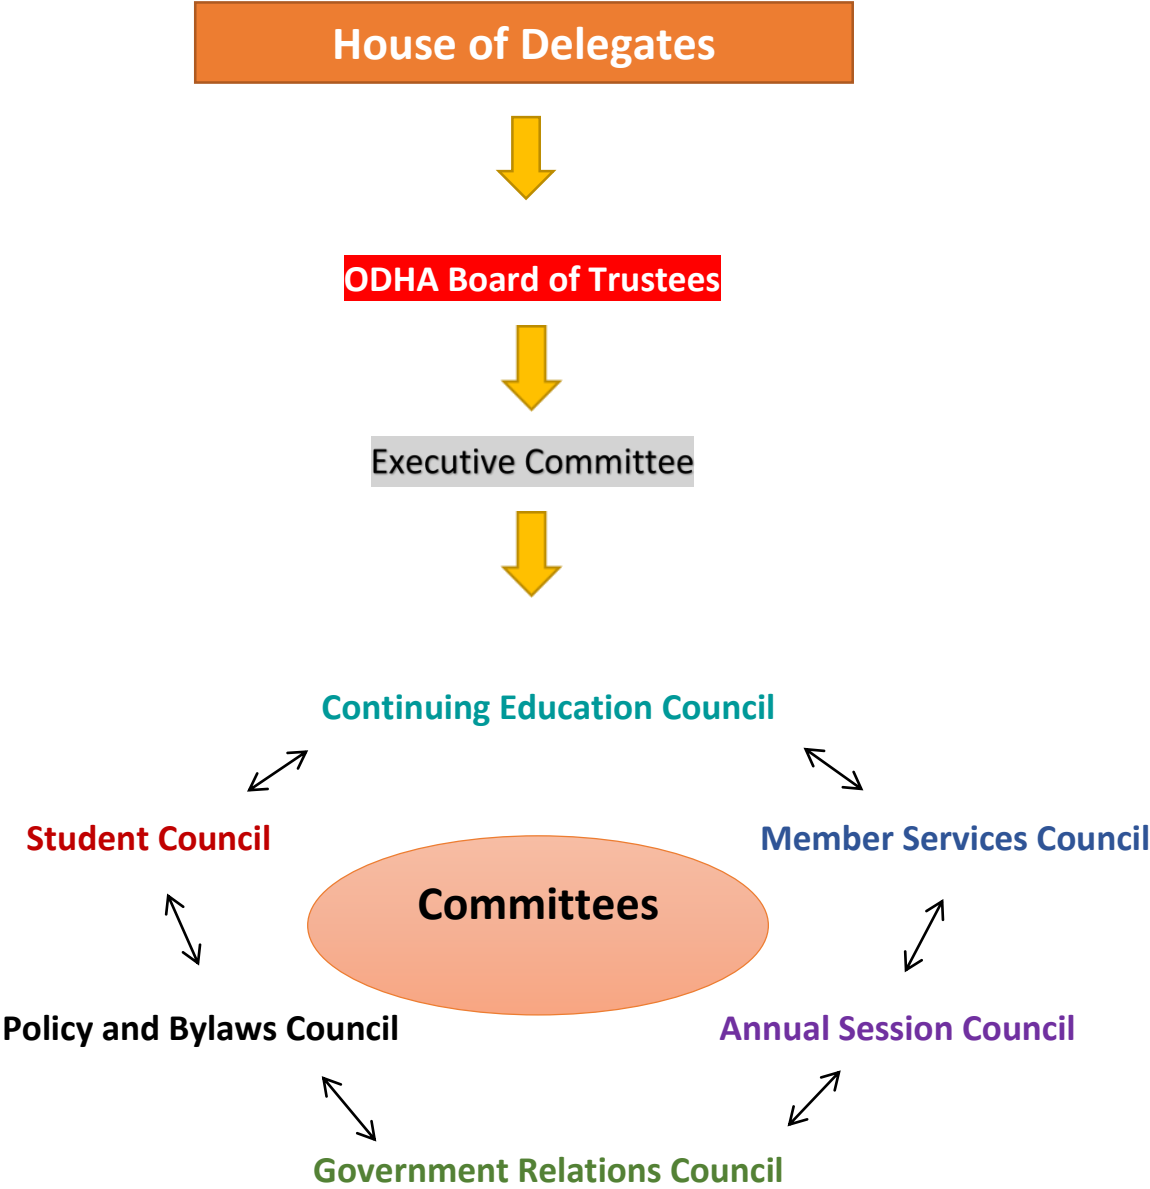 House of Delegates
ODHA Board of Trustees
Executive Committee
Continuing Education Council
Student Council
Member Services Council
Committees
Policy and Bylaws Council
Annual Session Council
Government Relations Council